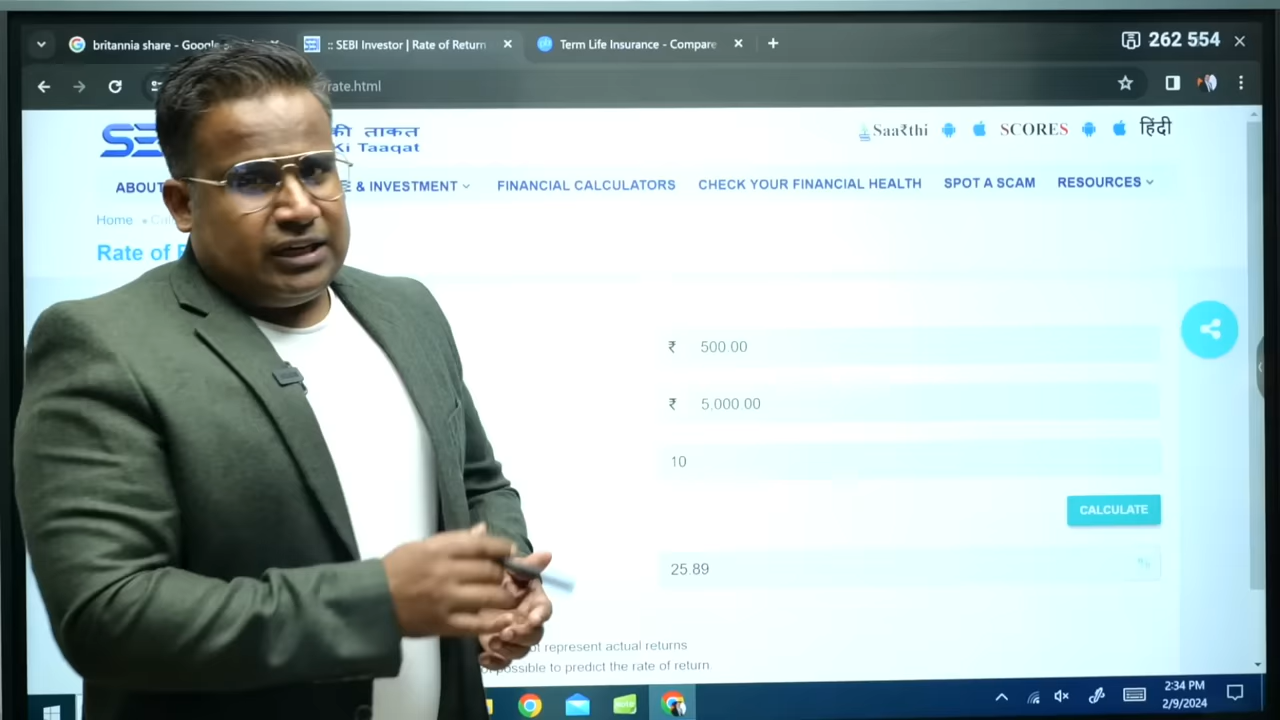 britannia share - Goog
:: SEBI Investor | Rate of Return
Term Life Insurance - Compare
262 554
/rate.html
SE
की ताकत
Ki Taaqat
Saaरthi
SCORES
हिंदी
ABOUT
& INVESTMENT
FINANCIAL CALCULATORS
CHECK YOUR FINANCIAL HEALTH
SPOT A SCAM
RESOURCES
Home
Rate of
₹ 500.00
₹ 5,000.00
10
CALCULATE
25.89
%
represent actual returns
possible to predict the rate of return
2:34 PM
2/9/2024